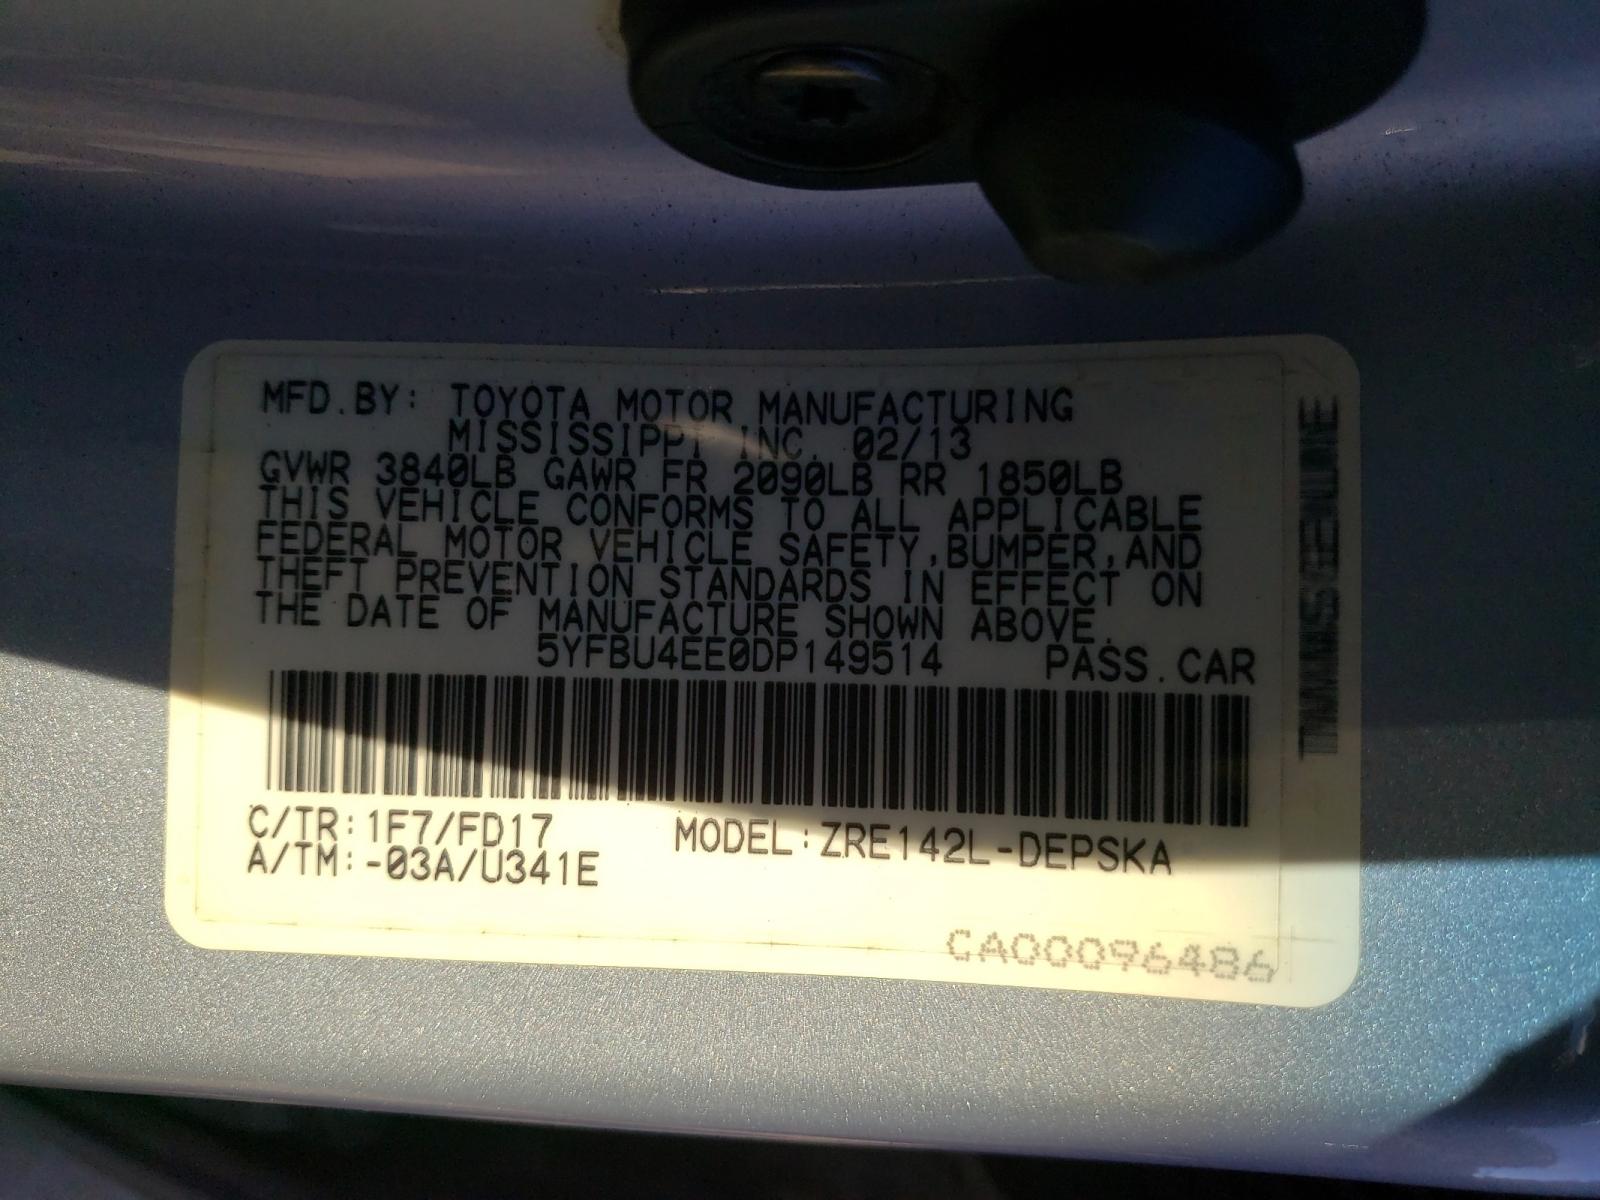 MFD.BY: TOYOTA MOTOR MANUFACTURING
MISSISSIPPI INC. 02/13
GVWR 3840LB GAWR FR 2090LB RR 1850LB
THIS VEHICLE CONFORMS TO ALL APPLICABLE
FEDERAL MOTOR VEHICLE SAFETY,BUMPER,AND
THEFT PREVENTION STANDARDS IN EFFECT ON
THE DATE OF MANUFACTURE SHOWN ABOVE.
5YFBU4EE0DP149514 PASS.CAR
C/TR:1F7/FD17 MODEL:ZRE142L-DEPSKA
A/TM:-03A/U341E
CA00096486